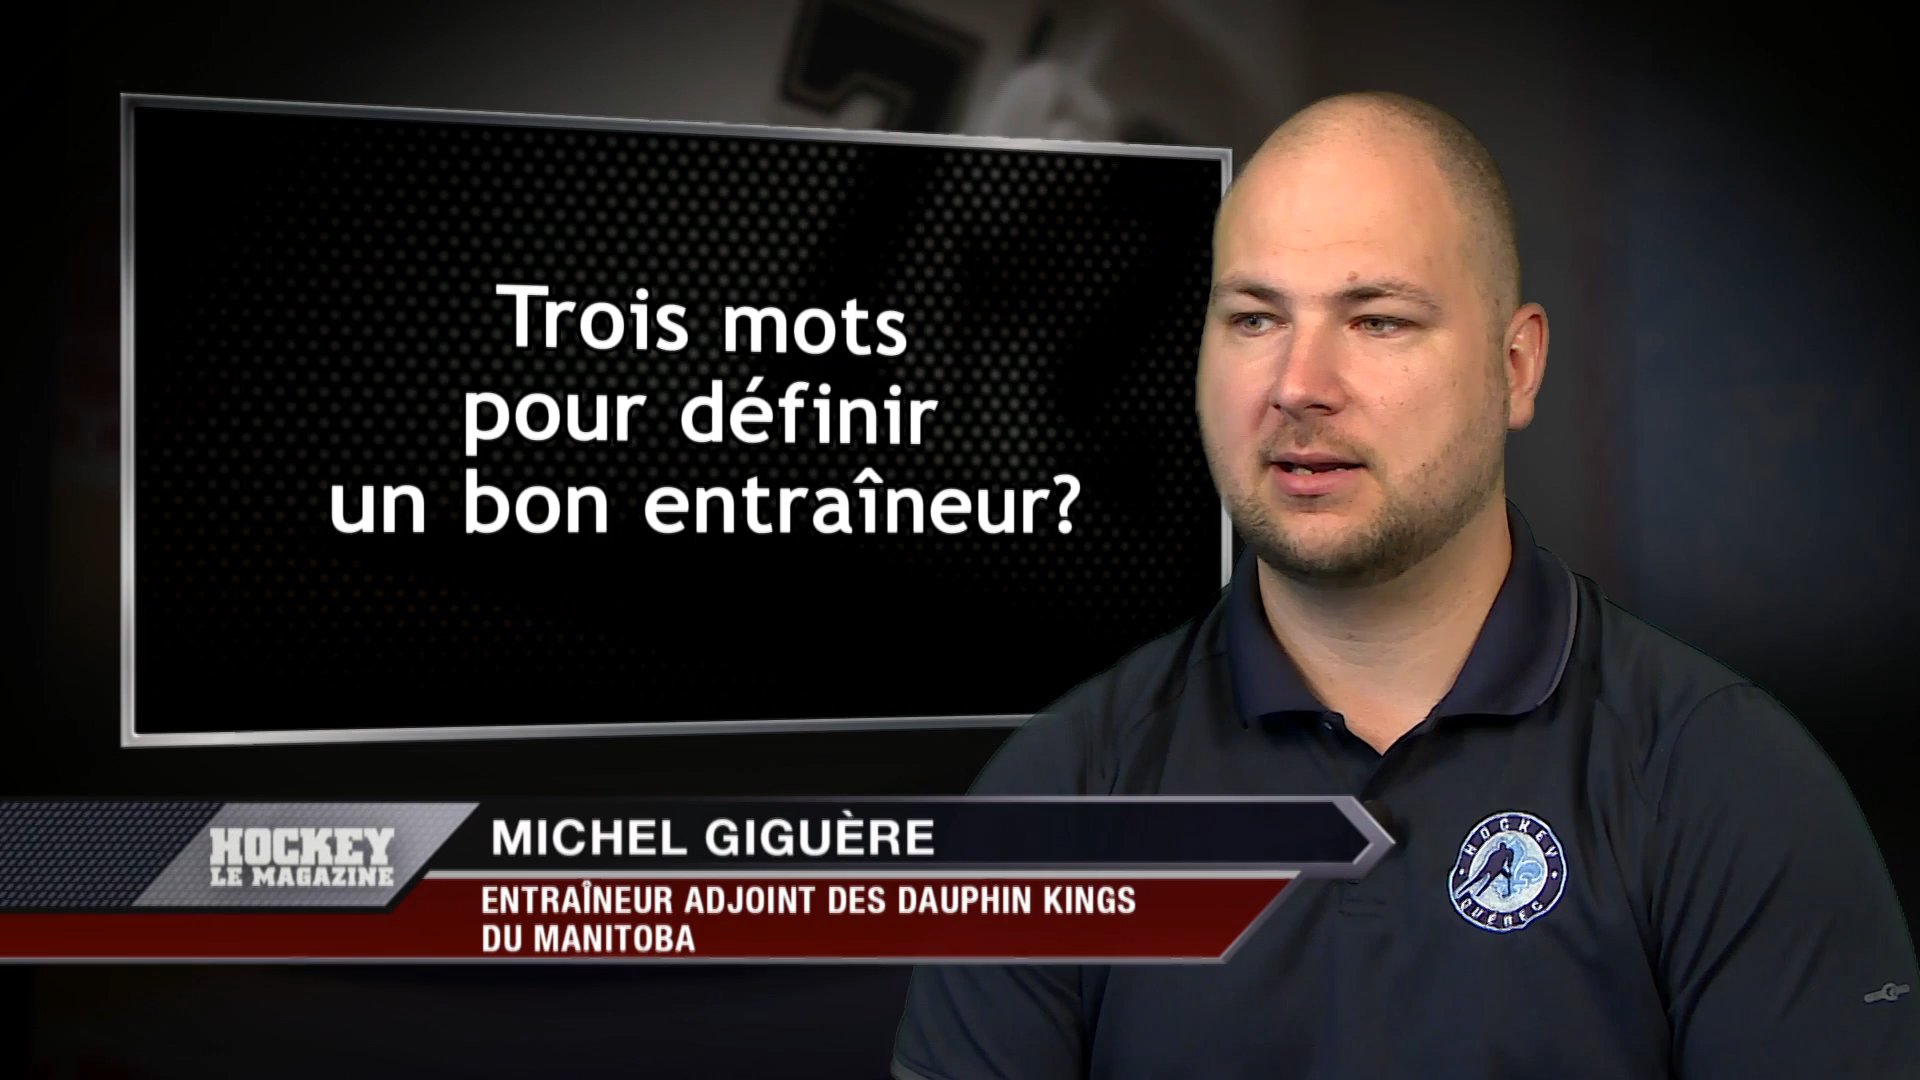 Trois mots
pour définir
un bon entraîneur?
HOCKEY
LE MAGAZINE
MICHEL GIGUÈRE
ENTRAÎNEUR ADJOINT DES DAUPHIN KINGS
DU MANITOBA
HOCKEY
QUÉBEC